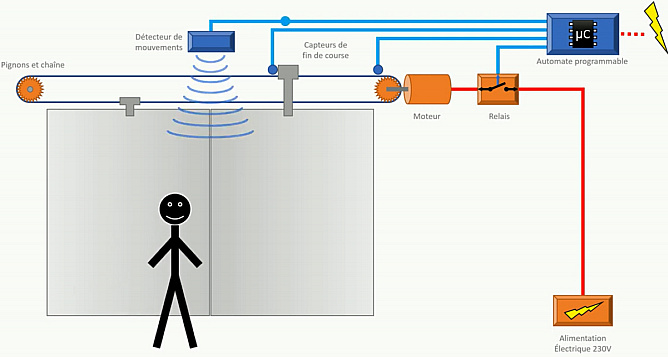 Détecteur de
mouvements
Capteurs de
fin de course
µC
Automate programmable
Pignons et chaîne
Moteur
Relais
Alimentation
Électrique 230V